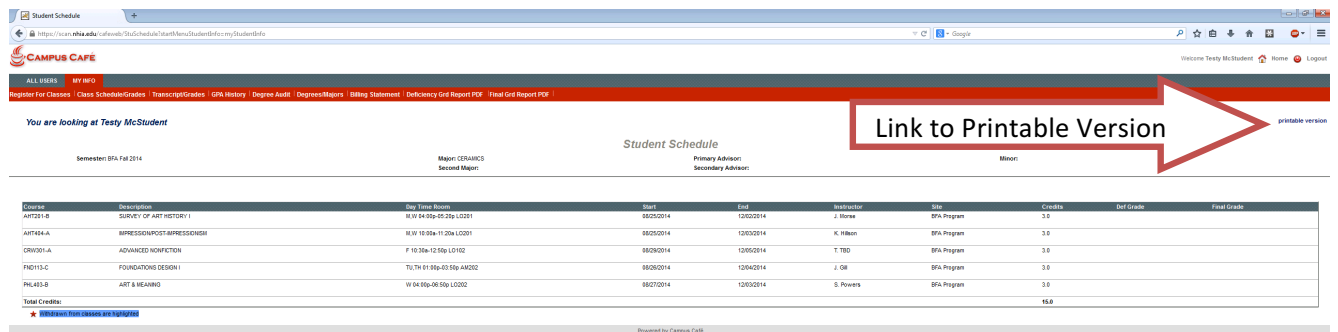 Student Schedule
https://scan.nhia.edu/cafeweb/StuSchedule?startMenuStudentInfo=myStudentInfo
Google
CAMPUS CAFÉ
Welcome Testy McStudent Home Logout
ALL USERS MY INFO
Register For Classes Class Schedule/Grades Transcript/Grades GPA History Degree Audit Degrees/Majors Billing Statement Deficiency Grd Report PDF Final Grd Report PDF
You are looking at Testy McStudent
Link to Printable Version
printable version
Student Schedule
Semester: BFA Fall 2014 Major: CERAMICS Primary Advisor: Minor:
Second Major: Secondary Advisor:
Course Description Day Time Room Start End Instructor Site Credits Def Grade Final Grade
AHT201-B SURVEY OF ART HISTORY I M,W 04:00p-05:20p LO201 08/25/2014 12/02/2014 J. Morse BFA Program 3.0
AHT404-A IMPRESSION/POST-IMPRESSIONISM M,W 10:00a-11:20a LO201 08/25/2014 12/03/2014 K. Hillson BFA Program 3.0
CRW301-A ADVANCED NONFICTION F 10:30a-12:50p LO102 08/29/2014 12/05/2014 T. TBD BFA Program 3.0
FND113-C FOUNDATIONS DESIGN I TU,TH 01:00p-03:50p AM202 08/26/2014 12/04/2014 J. Gill BFA Program 3.0
PHL403-B ART & MEANING W 04:00p-06:50p LO202 08/27/2014 12/03/2014 S. Powers BFA Program 3.0
Total Credits: 15.0
Withdrawn from classes are highlighted
Powered by Campus Café